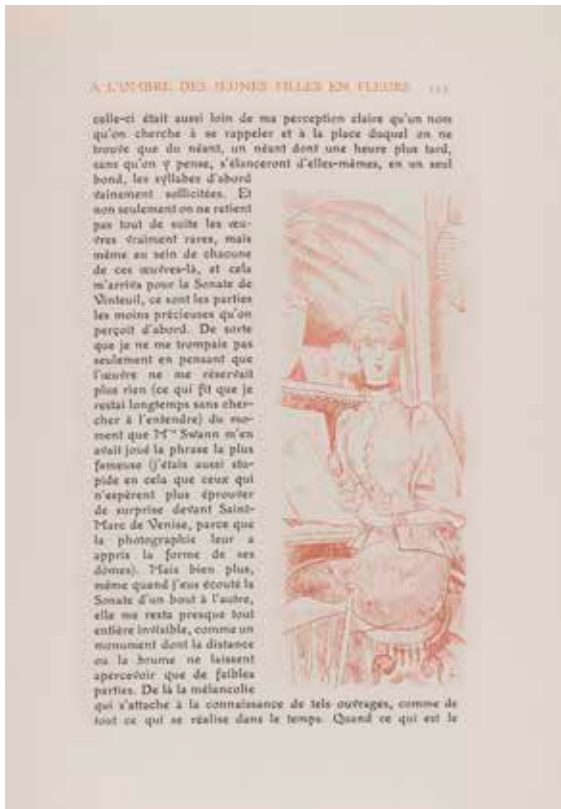 A L'OMBRE DES JEUNES FILLES EN FLEURS
celle-ci était aussi loin de ma perception claire qu'un nom
qu'on cherche à se rappeler et à la place duquel on ne
trouve que du néant, un néant dont une heure plus tard,
sans qu'on y pense, s'élanceront d'elles-mêmes, en un seul
bond, les syllabes d'abord
vainement sollicitées. Et
non seulement on ne retient
pas tout de suite les œu-
vres vraiment rares, mais
même au sein de chacune
de ces œuvres-là, et cela
m'arriva pour la Sonate de
Vinteuil, ce sont les parties
les moins précieuses qu'on
perçoit d'abord. De sorte
que je ne me trompais pas
seulement en pensant que
l'œuvre ne me réservait
plus rien (ce qui fit que je
restai longtemps sans cher-
cher à l'entendre) du mo-
ment que Mme Swann m'en
avait joué la phrase la plus
fameuse (j'étais aussi stu-
pide en cela que ceux qui
n'espèrent plus éprouver
de surprise devant Saint-
Marc de Venise, parce que
la photographie leur a
appris la forme de ses
dômes). Mais bien plus,
même quand j'eus écouté la
Sonate d'un bout à l'autre,
elle me resta presque tout
entière invisible, comme un
monument dont la distance
ou la brume ne laissent
apercevoir que de faibles
parties. De là la mélancolie
qui s'attache à la connaissance de tels ouvrages, comme de
tout ce qui se réalise dans le temps. Quand ce qui est le